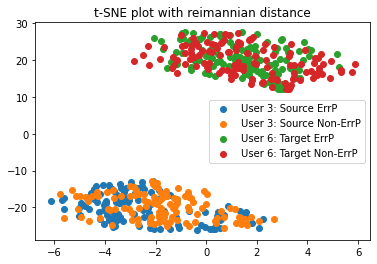 t-SNE plot with reimannian distance
30
20
10
0
−10
−20
User 3: Source ErrP
User 3: Source Non-ErrP
User 6: Target ErrP
User 6: Target Non-ErrP
−6 −4 −2 0 2 4 6